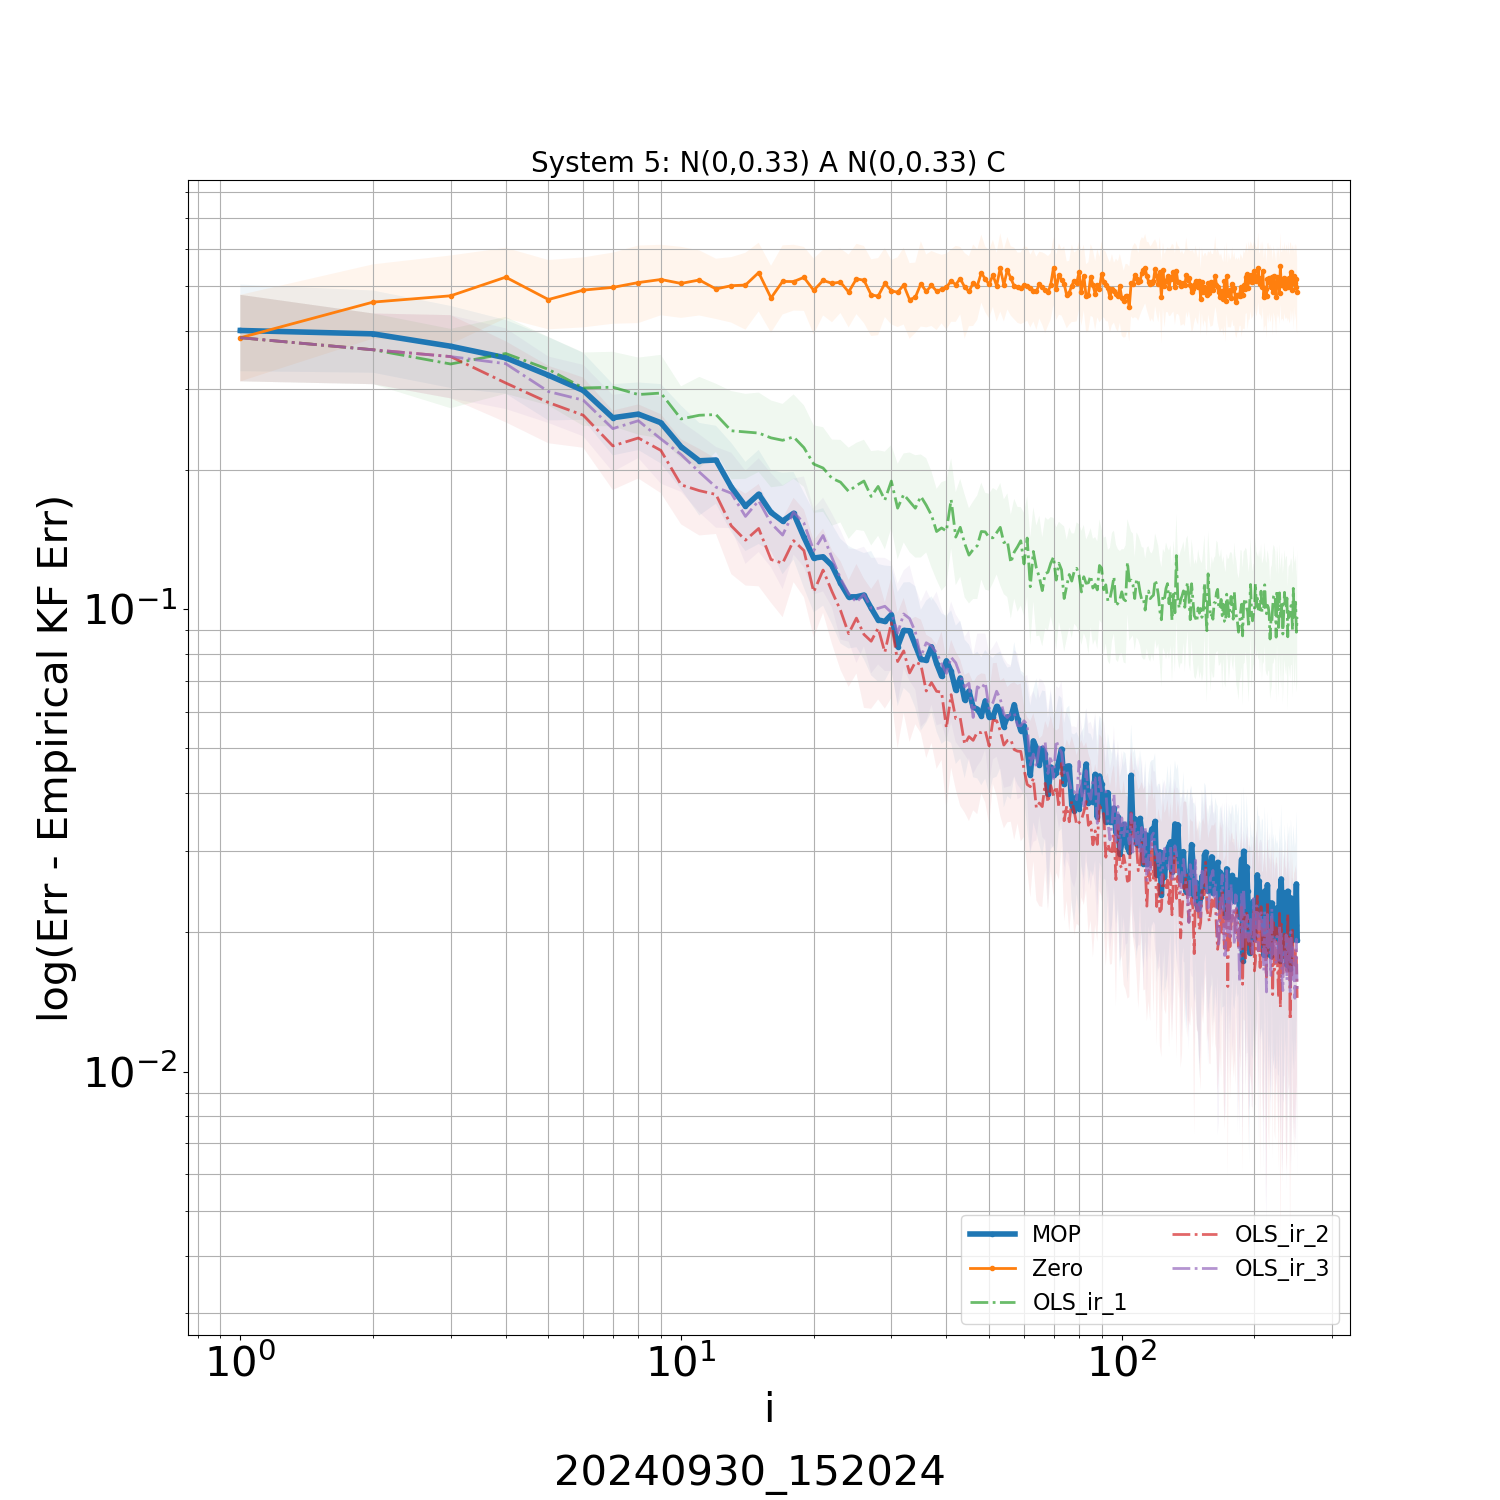 System 5: N(0,0.33) A N(0,0.33) C
log(Err - Empirical KF Err)
10⁻¹
10⁻²
MOP
Zero
OLS_ir_1
OLS_ir_2
OLS_ir_3
10⁰ 10¹ 10²
i
20240930_152024